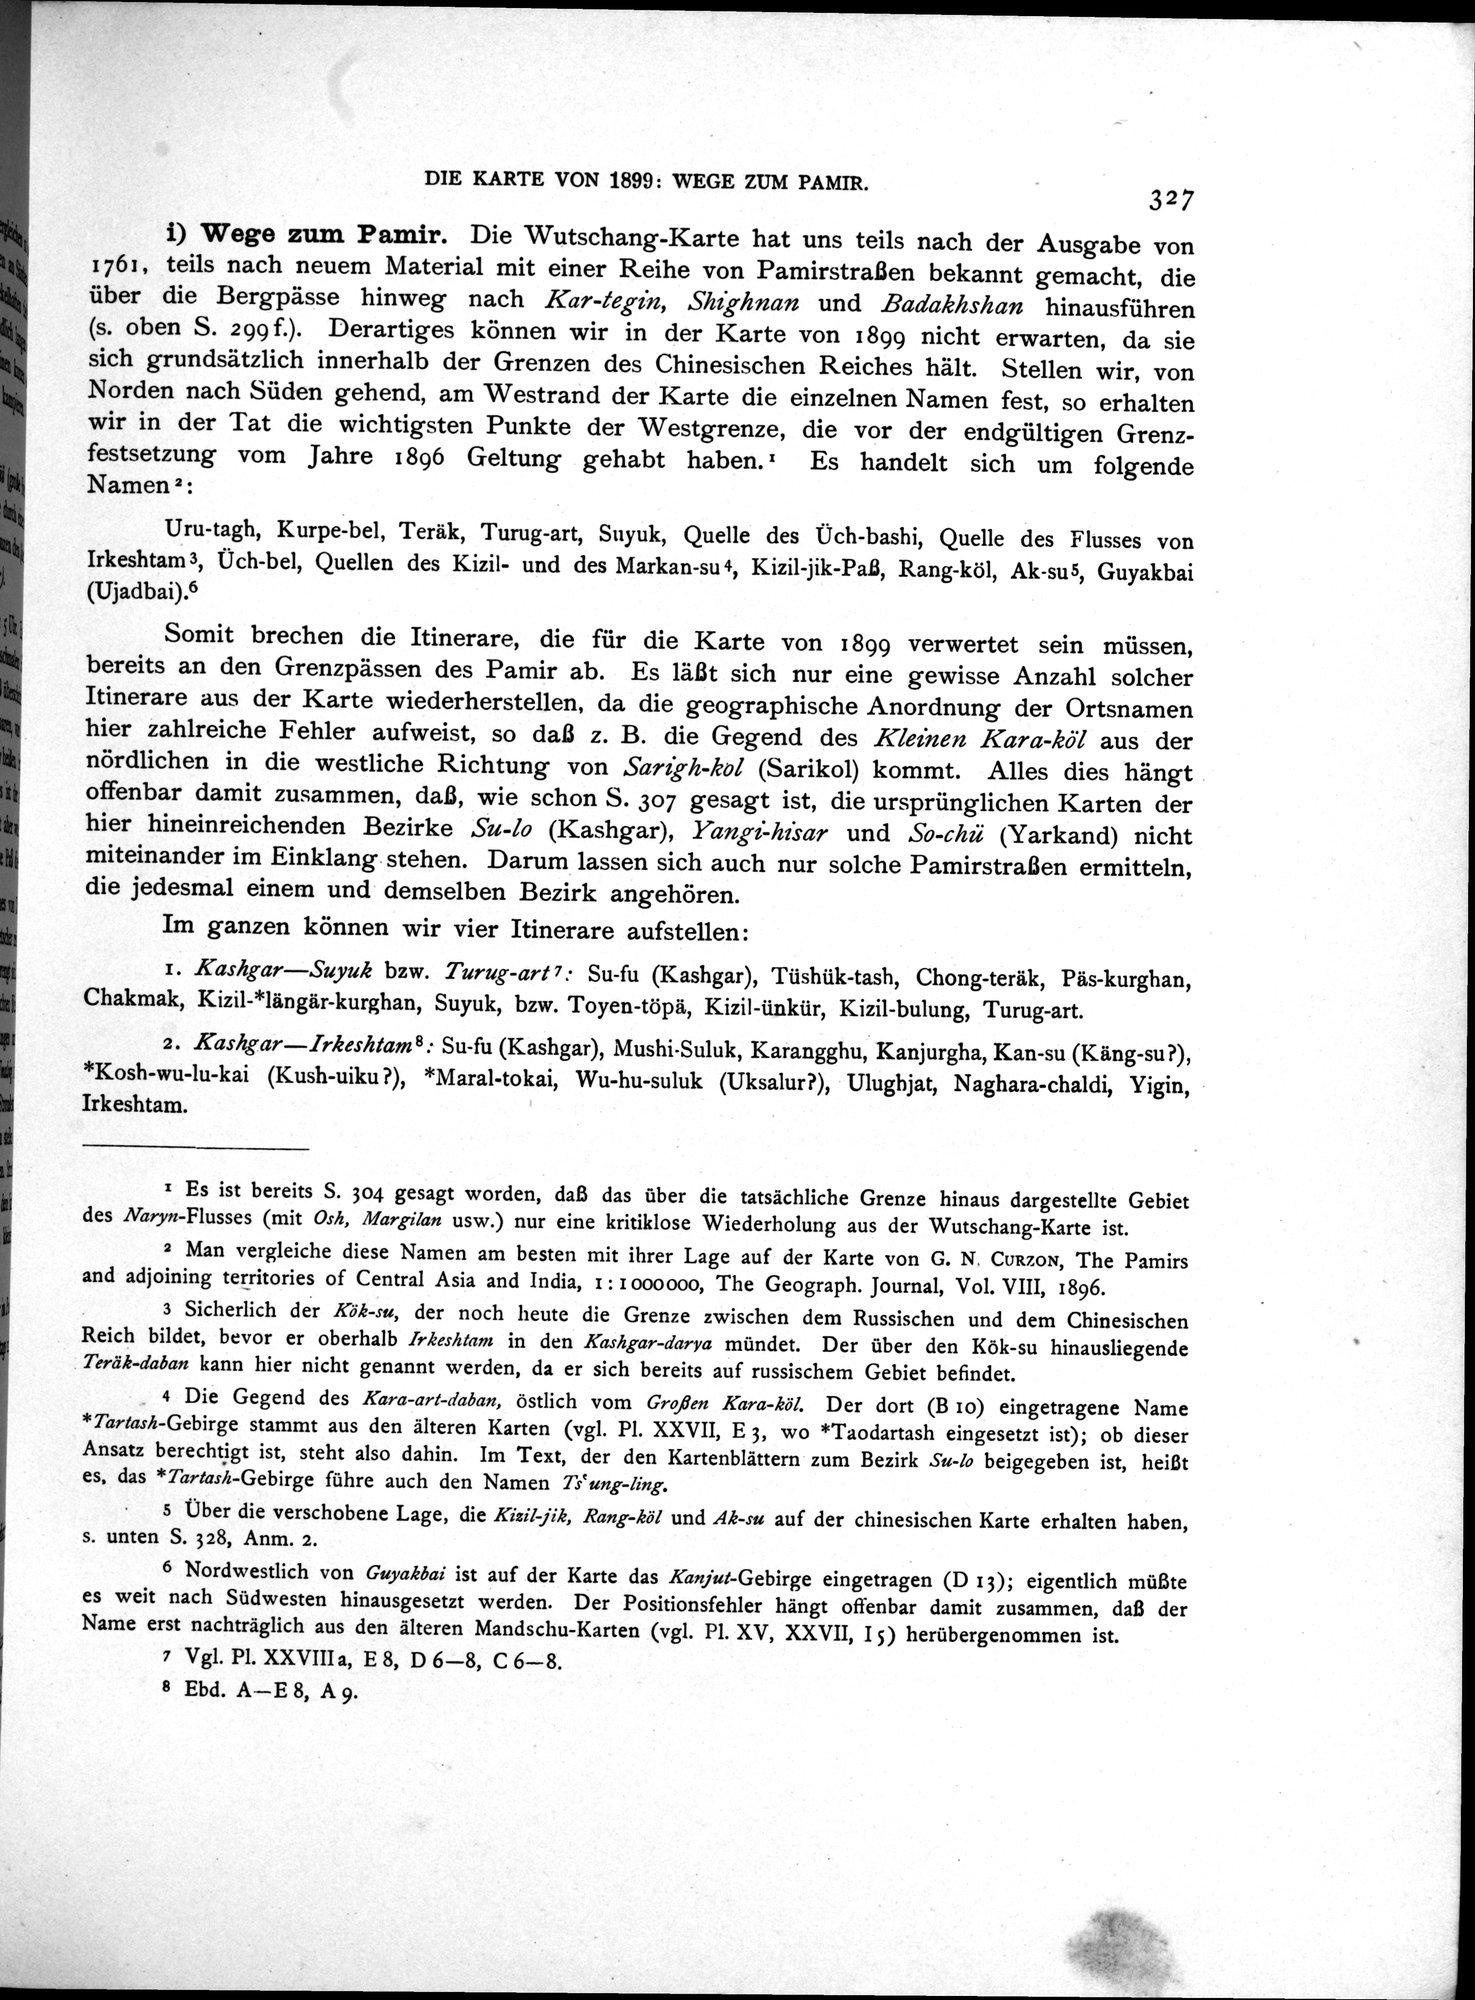 DIE KARTE VON 1899: WEGE ZUM PAMIR.
327
i) Wege zum Pamir. Die Wutschang-Karte hat uns teils nach der Ausgabe von
1761, teils nach neuem Material mit einer Reihe von Pamirstraßen bekannt gemacht, die
über die Bergpässe hinweg nach Kar-tegin, Shighnan und Badakhshan hinausführen
(s. oben S. 299 f.). Derartiges können wir in der Karte von 1899 nicht erwarten, da sie
sich grundsätzlich innerhalb der Grenzen des Chinesischen Reiches hält. Stellen wir, von
Norden nach Süden gehend, am Westrand der Karte die einzelnen Namen fest, so erhalten
wir in der Tat die wichtigsten Punkte der Westgrenze, die vor der endgültigen Grenz-
festsetzung vom Jahre 1896 Geltung gehabt haben.¹ Es handelt sich um folgende
Namen²:
Uru-tagh, Kurpe-bel, Teräk, Turug-art, Suyuk, Quelle des Üch-bashi, Quelle des Flusses von
Irkeshtam³, Üch-bel, Quellen des Kizil- und des Markan-su⁴, Kizil-jik-Paß, Rang-köl, Ak-su⁵, Guyakbai
(Ujadbai).⁶
Somit brechen die Itinerare, die für die Karte von 1899 verwertet sein müssen,
bereits an den Grenzpässen des Pamir ab. Es läßt sich nur eine gewisse Anzahl solcher
Itinerare aus der Karte wiederherstellen, da die geographische Anordnung der Ortsnamen
hier zahlreiche Fehler aufweist, so daß z. B. die Gegend des Kleinen Kara-köl aus der
nördlichen in die westliche Richtung von Sarigh-kol (Sarikol) kommt. Alles dies hängt
offenbar damit zusammen, daß, wie schon S. 307 gesagt ist, die ursprünglichen Karten der
hier hineinreichenden Bezirke Su-lo (Kashgar), Yangi-hisar und So-chü (Yarkand) nicht
miteinander im Einklang stehen. Darum lassen sich auch nur solche Pamirstraßen ermitteln,
die jedesmal einem und demselben Bezirk angehören.
Im ganzen können wir vier Itinerare aufstellen:
1. Kashgar—Suyuk bzw. Turug-art⁷: Su-fu (Kashgar), Tüshük-tash, Chong-teräk, Päs-kurghan,
Chakmak, Kizil-*längär-kurghan, Suyuk, bzw. Toyen-töpä, Kizil-ünkür, Kizil-bulung, Turug-art.
2. Kashgar—Irkeshtam⁸: Su-fu (Kashgar), Mushi-Suluk, Karangghu, Kanjurgha, Kan-su (Käng-su?),
*Kosh-wu-lu-kai (Kush-uiku?), *Maral-tokai, Wu-hu-suluk (Uksalur?), Ulughjat, Naghara-chaldi, Yigin,
Irkeshtam.
¹ Es ist bereits S. 304 gesagt worden, daß das über die tatsächliche Grenze hinaus dargestellte Gebiet
des Naryn-Flusses (mit Osh, Margilan usw.) nur eine kritiklose Wiederholung aus der Wutschang-Karte ist.
² Man vergleiche diese Namen am besten mit ihrer Lage auf der Karte von G. N. CURZON, The Pamirs
and adjoining territories of Central Asia and India, 1:1 000 000, The Geograph. Journal, Vol. VIII, 1896.
³ Sicherlich der Kök-su, der noch heute die Grenze zwischen dem Russischen und dem Chinesischen
Reich bildet, bevor er oberhalb Irkeshtam in den Kashgar-darya mündet. Der über den Kök-su hinausliegende
Teräk-daban kann hier nicht genannt werden, da er sich bereits auf russischem Gebiet befindet.
⁴ Die Gegend des Kara-art-daban, östlich vom Großen Kara-köl. Der dort (B 10) eingetragene Name
*Tartash-Gebirge stammt aus den älteren Karten (vgl. Pl. XXVII, E 3, wo *Taodartash eingesetzt ist); ob dieser
Ansatz berechtigt ist, steht also dahin. Im Text, der den Kartenblättern zum Bezirk Su-lo beigegeben ist, heißt
es, das *Tartash-Gebirge führe auch den Namen Tsʿung-ling.
⁵ Über die verschobene Lage, die Kizil-jik, Rang-köl und Ak-su auf der chinesischen Karte erhalten haben,
s. unten S. 328, Anm. 2.
⁶ Nordwestlich von Guyakbai ist auf der Karte das Kanjut-Gebirge eingetragen (D 13); eigentlich müßte
es weit nach Südwesten hinausgesetzt werden. Der Positionsfehler hängt offenbar damit zusammen, daß der
Name erst nachträglich aus den älteren Mandschu-Karten (vgl. Pl. XV, XXVII, I 5) herübergenommen ist.
⁷ Vgl. Pl. XXVIII a, E 8, D 6—8, C 6—8.
⁸ Ebd. A—E 8, A 9.